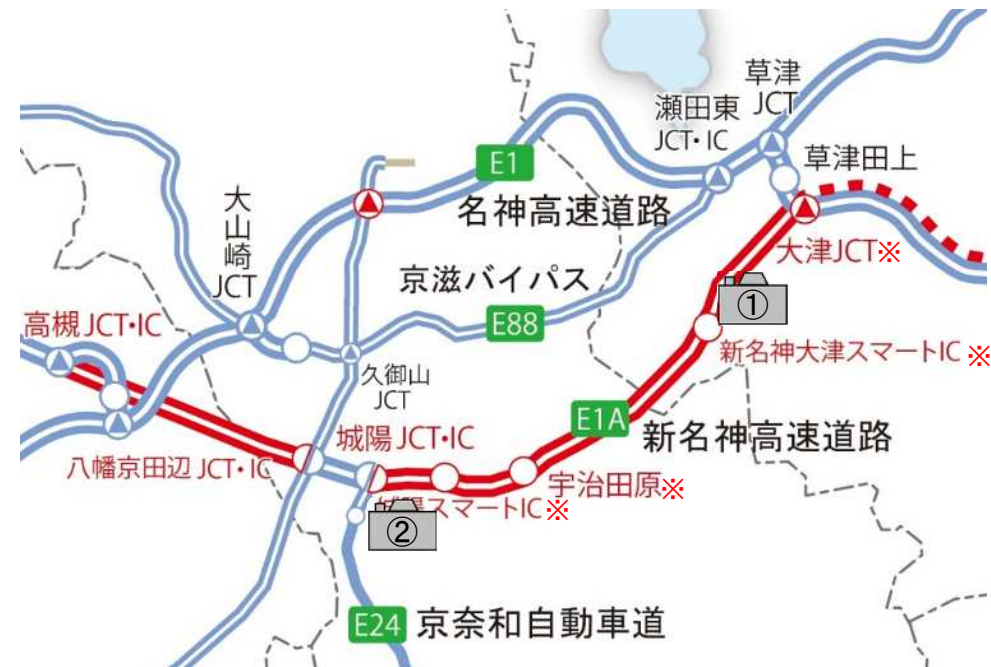 草津
JCT
瀬田東
JCT・IC
草津田上
E1
名神高速道路
大山崎
JCT
大津JCT※
京滋バイパス
①
E88
高槻JCT・IC
新名神大津スマートIC※
久御山
JCT
E1A
新名神高速道路
城陽JCT・IC
八幡京田辺JCT・IC
宇治田原※
スマートIC※
②
E24
京奈和自動車道